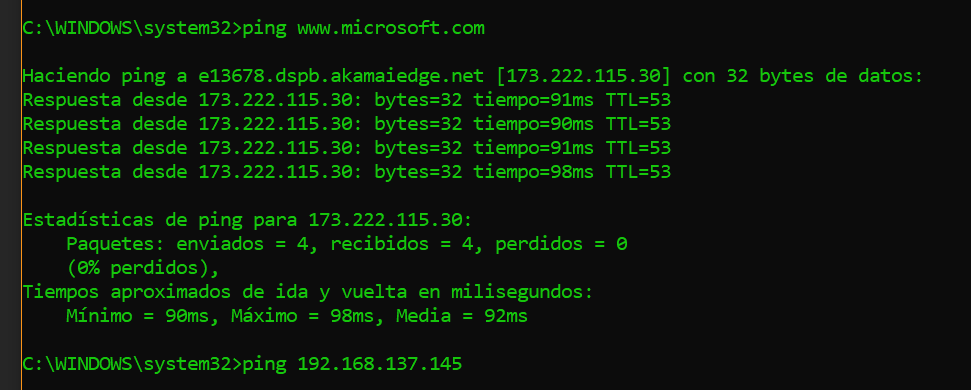 C:\WINDOWS\system32>ping www.microsoft.com
Haciendo ping a e13678.dspb.akamaiedge.net [173.222.115.30] con 32 bytes de datos:
Respuesta desde 173.222.115.30: bytes=32 tiempo=91ms TTL=53
Respuesta desde 173.222.115.30: bytes=32 tiempo=90ms TTL=53
Respuesta desde 173.222.115.30: bytes=32 tiempo=91ms TTL=53
Respuesta desde 173.222.115.30: bytes=32 tiempo=98ms TTL=53
Estadísticas de ping para 173.222.115.30:
    Paquetes: enviados = 4, recibidos = 4, perdidos = 0
    (0% perdidos),
Tiempos aproximados de ida y vuelta en milisegundos:
    Mínimo = 90ms, Máximo = 98ms, Media = 92ms
C:\WINDOWS\system32>ping 192.168.137.145